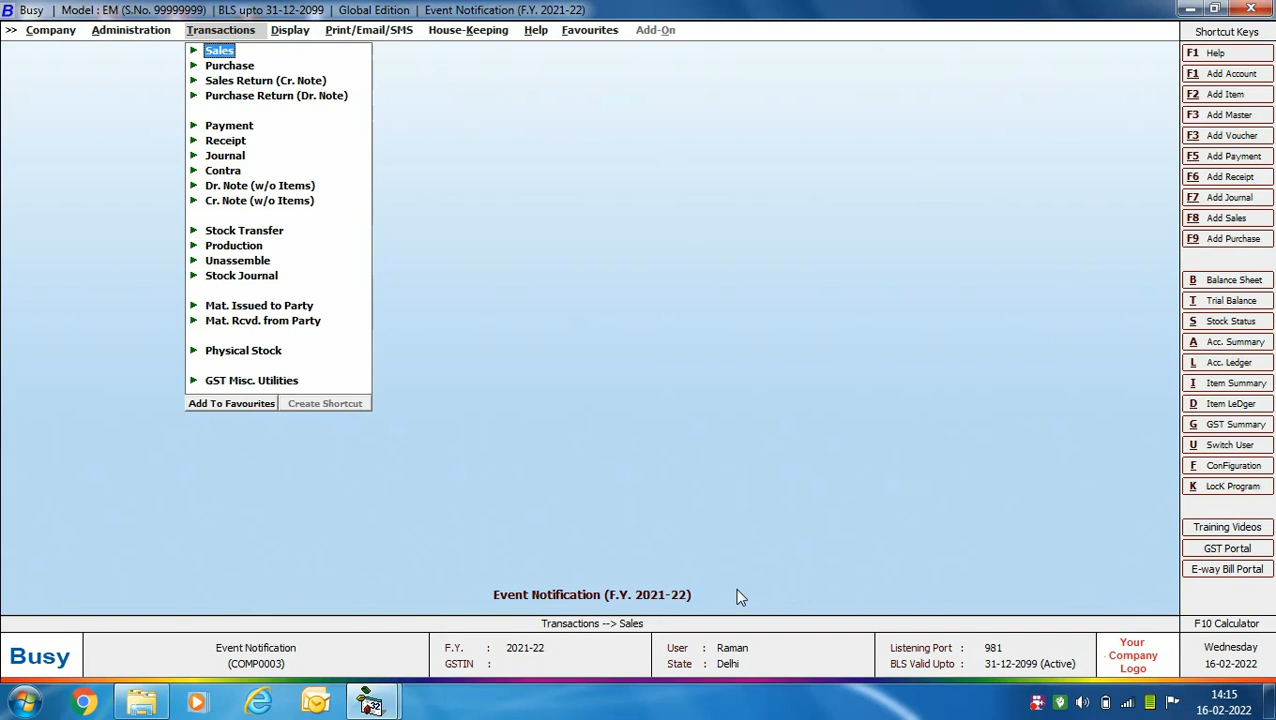 Busy | Model : EM (S.No. 99999999) | BLS upto 31-12-2099 | Global Edition | Event Notification (F.Y. 2021-22)
>> Company Administration Transactions Display Print/Email/SMS House-Keeping Help Favourites Add-On
Sales
Purchase
Sales Return (Cr. Note)
Purchase Return (Dr. Note)
Payment
Receipt
Journal
Contra
Dr. Note (w/o Items)
Cr. Note (w/o Items)
Stock Transfer
Production
Unassemble
Stock Journal
Mat. Issued to Party
Mat. Rcvd. from Party
Physical Stock
GST Misc. Utilities
Add To Favourites Create Shortcut
Shortcut Keys
F1 Help
F1 Add Account
F2 Add Item
F3 Add Master
F3 Add Voucher
F5 Add Payment
F6 Add Receipt
F7 Add Journal
F8 Add Sales
F9 Add Purchase
B Balance Sheet
T Trial Balance
S Stock Status
A Acc. Summary
L Acc. Ledger
I Item Summary
D Item LeDger
G GST Summary
U Switch User
F ConFiguration
K LocK Program
Training Videos
GST Portal
E-way Bill Portal
Event Notification (F.Y. 2021-22)
Transactions --> Sales
F10 Calculator
Busy
Event Notification
(COMP0003)
F.Y. : 2021-22
GSTIN :
User : Raman
State : Delhi
Listening Port : 981
BLS Valid Upto : 31-12-2099 (Active)
Your
Company
Logo
Wednesday
16-02-2022
32
14:15
16-02-2022